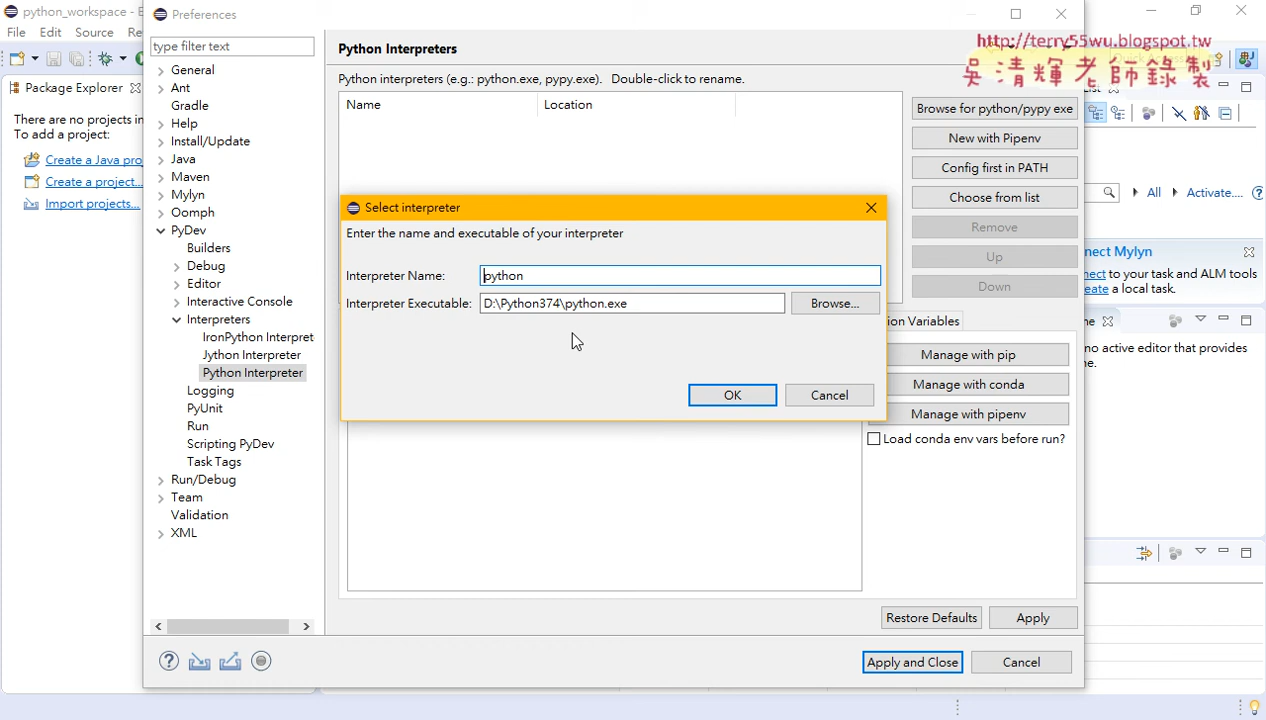 python_workspace - E
File Edit Source Re
Package Explorer
There are no projects in
To add a project:
Create a Java pro
Create a project...
Import projects...
Preferences
type filter text
General
Ant
Gradle
Help
Install/Update
Java
Maven
Mylyn
Oomph
PyDev
Builders
Debug
Editor
Interactive Console
Interpreters
IronPython Interpret
Jython Interpreter
Python Interpreter
Logging
PyUnit
Run
Scripting PyDev
Task Tags
Run/Debug
Team
Validation
XML
Python Interpreters
Python interpreters (e.g.: python.exe, pypy.exe). Double-click to rename.
Name Location
Browse for python/pypy exe
New with Pipenv
Config first in PATH
Choose from list
Remove
Up
Down
Select interpreter
Enter the name and executable of your interpreter
Interpreter Name: python
Interpreter Executable: D:\Python374\python.exe Browse...
OK Cancel
on Variables
Manage with pip
Manage with conda
Manage with pipenv
Load conda env vars before run?
Restore Defaults Apply
Apply and Close Cancel
http://terry55wu.blogspot.tw
吳清輝老師錄製
All Activate...
nect Mylyn
nect to your task and ALM tools
eate a local task.
no active editor that provides